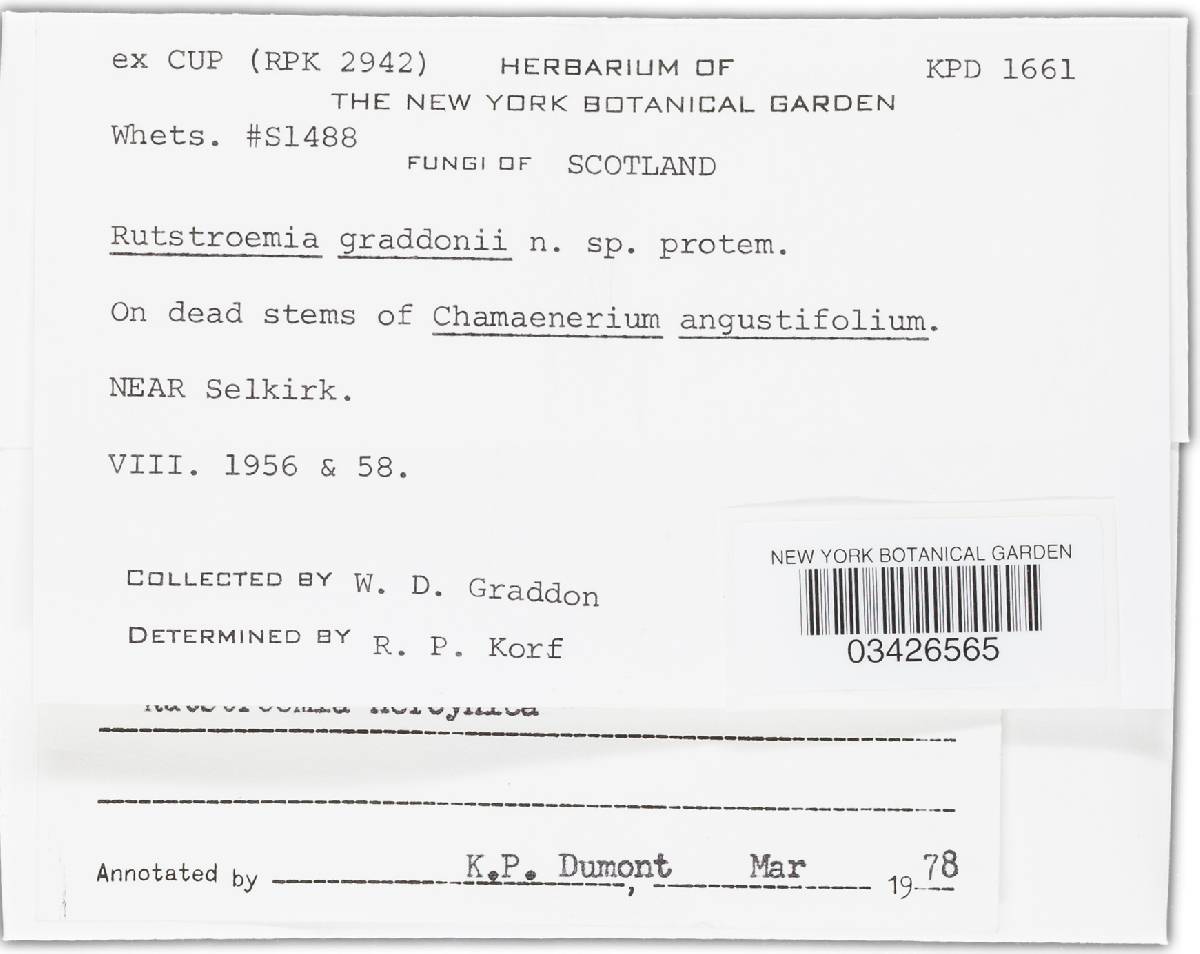 ex CUP (RPK 2942) HERBARIUM OF KPD 1661
THE NEW YORK BOTANICAL GARDEN
Whets. #S1488
FUNGI OF SCOTLAND
Rutstroemia graddonii n. sp. protem.
On dead stems of Chamaenerium angustifolium.
NEAR Selkirk.
VIII. 1956 & 58.
COLLECTED BY W. D. Graddon
DETERMINED BY R. P. Korf
NEW YORK BOTANICAL GARDEN
03426565
Rutstroemia
Annotated by K.P. Dumont, Mar 1978